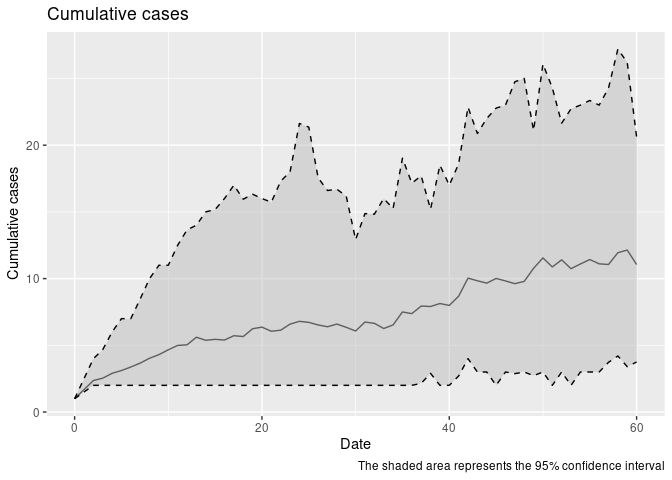 Cumulative cases
Cumulative cases
20
10
0
0
20
40
60
Date
The shaded area represents the 95% confidence interval